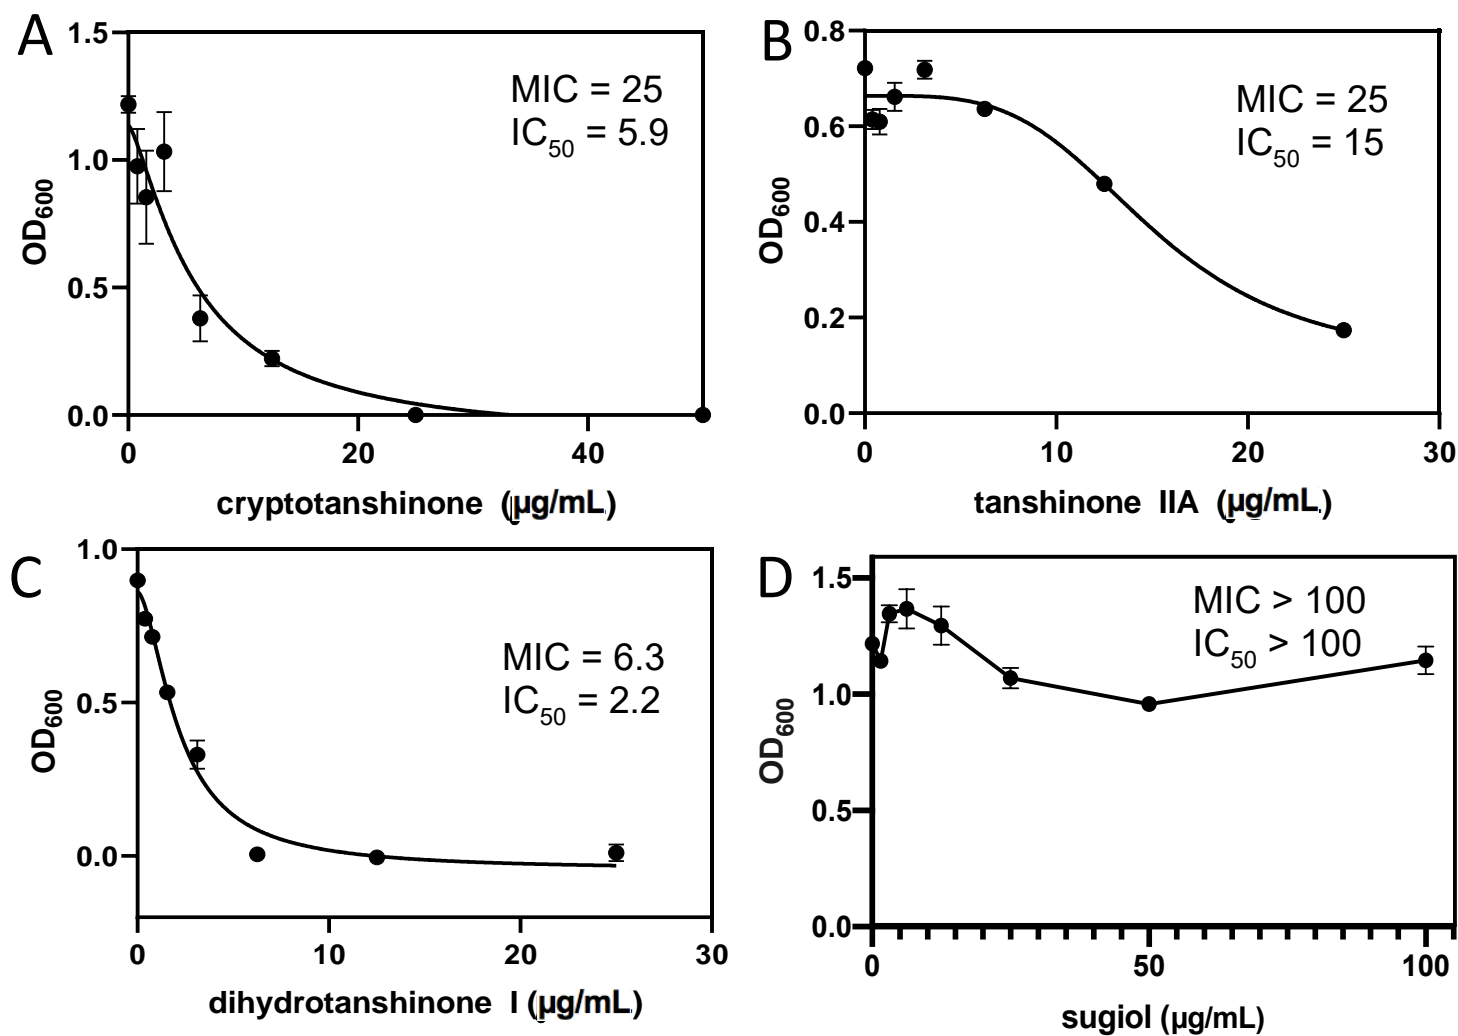 A
1.5
1.0
0.5
0.0
OD600
MIC = 25
IC50 = 5.9
0 20 40
cryptotanshinone (µg/mL)
B
0.8
0.6
0.4
0.2
0.0
OD600
MIC = 25
IC50 = 15
0 10 20 30
tanshinone IIA (µg/mL)
C
1.0
0.5
0.0
OD600
MIC = 6.3
IC50 = 2.2
0 10 20 30
dihydrotanshinone I (µg/mL)
D
1.5
1.0
0.5
0.0
OD600
MIC > 100
IC50 > 100
0 50 100
sugiol (µg/mL)